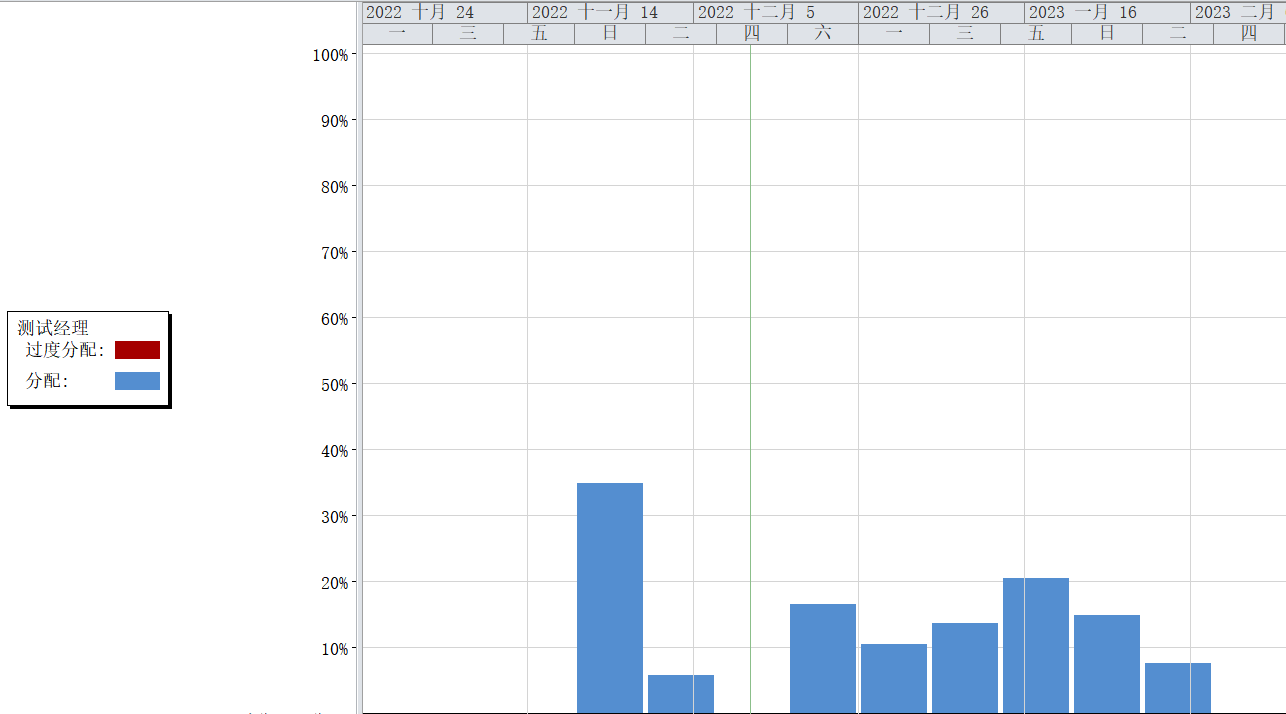 2022 十月 24 2022 十一月 14 2022 十二月 5 2022 十二月 26 2023 一月 16 2023 二月
一 三 五 日 二 四 六 一 三 五 日 二 四
100%
90%
80%
70%
60%
测试经理
过度分配:
50%
分配:
40%
30%
20%
10%